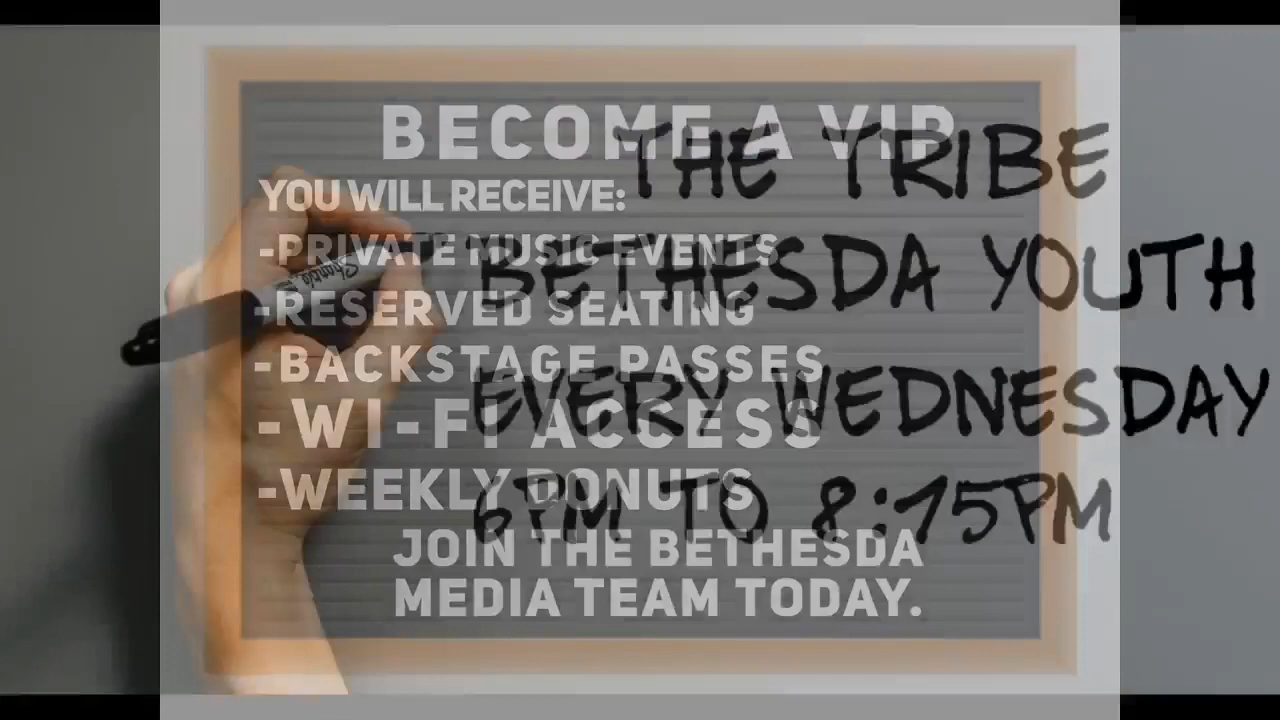 BECOME A VIP
YOU WILL RECEIVE:
-PRIVATE MUSIC EVENTS
-RESERVED SEATING
-BACKSTAGE PASSES
-WI-FI ACCESS
-WEEKLY DONUTS
JOIN THE BETHESDA
MEDIA TEAM TODAY.
THE TRIBE
BETHESDA YOUTH
EVERY WEDNESDAY
6PM TO 8:15PM